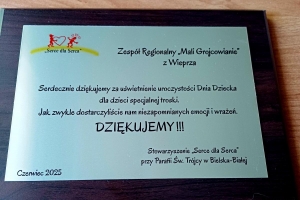 „Serce dla Serca”
Zespół Regionalny „Mali Grojcowianie”
z Wieprza
Serdecznie dziękujemy za uświetnienie uroczystości Dnia Dziecka
dla dzieci specjalnej troski.
Jak zwykle dostarczyliście nam niezapomnianych emocji i wrażeń.
DZIĘKUJEMY!!!
Stowarzyszenie „Serce dla Serca”
przy Parafii Św. Trójcy w Bielsku-Białej
Czerwiec 2025